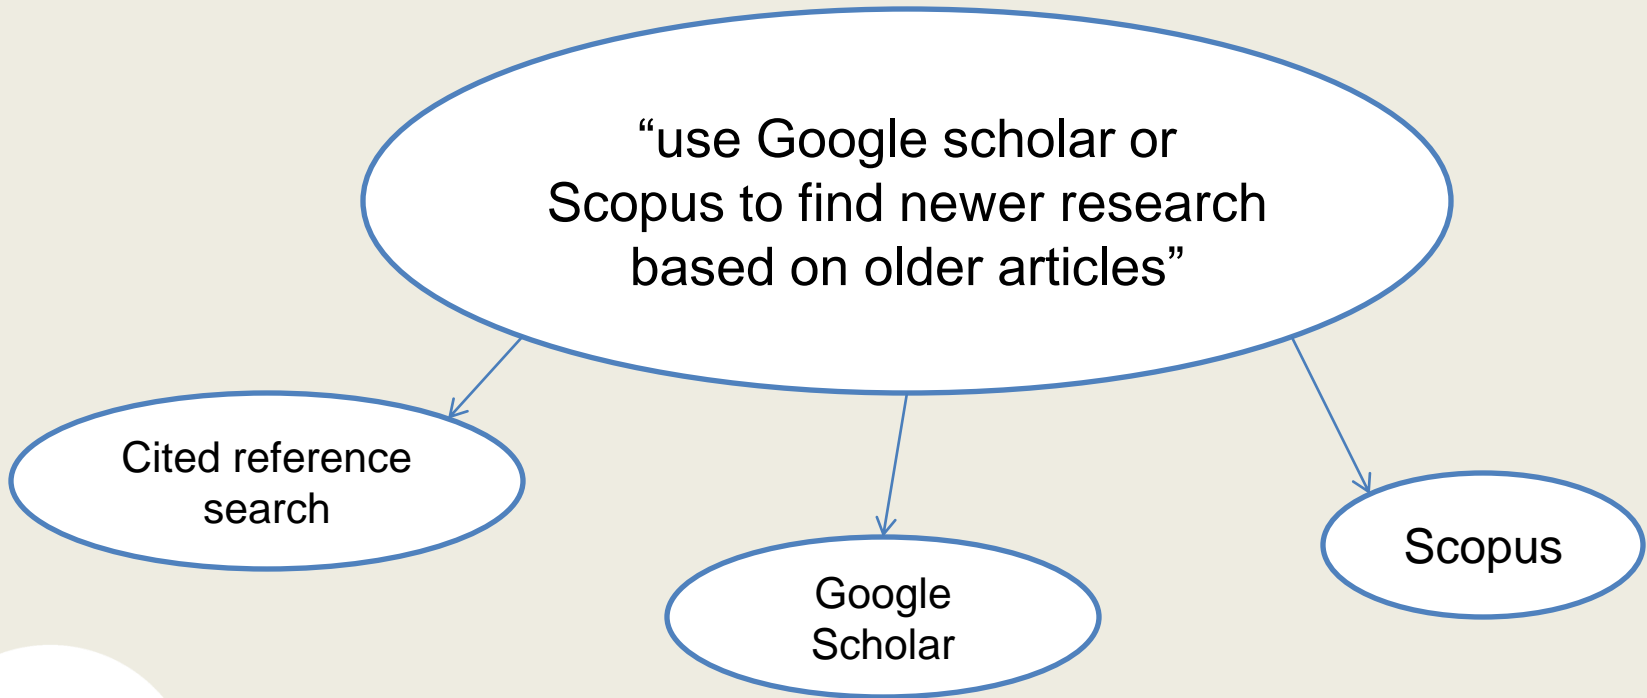 “use Google scholar or
Scopus to find newer research
based on older articles”
Cited reference
search
Google
Scholar
Scopus